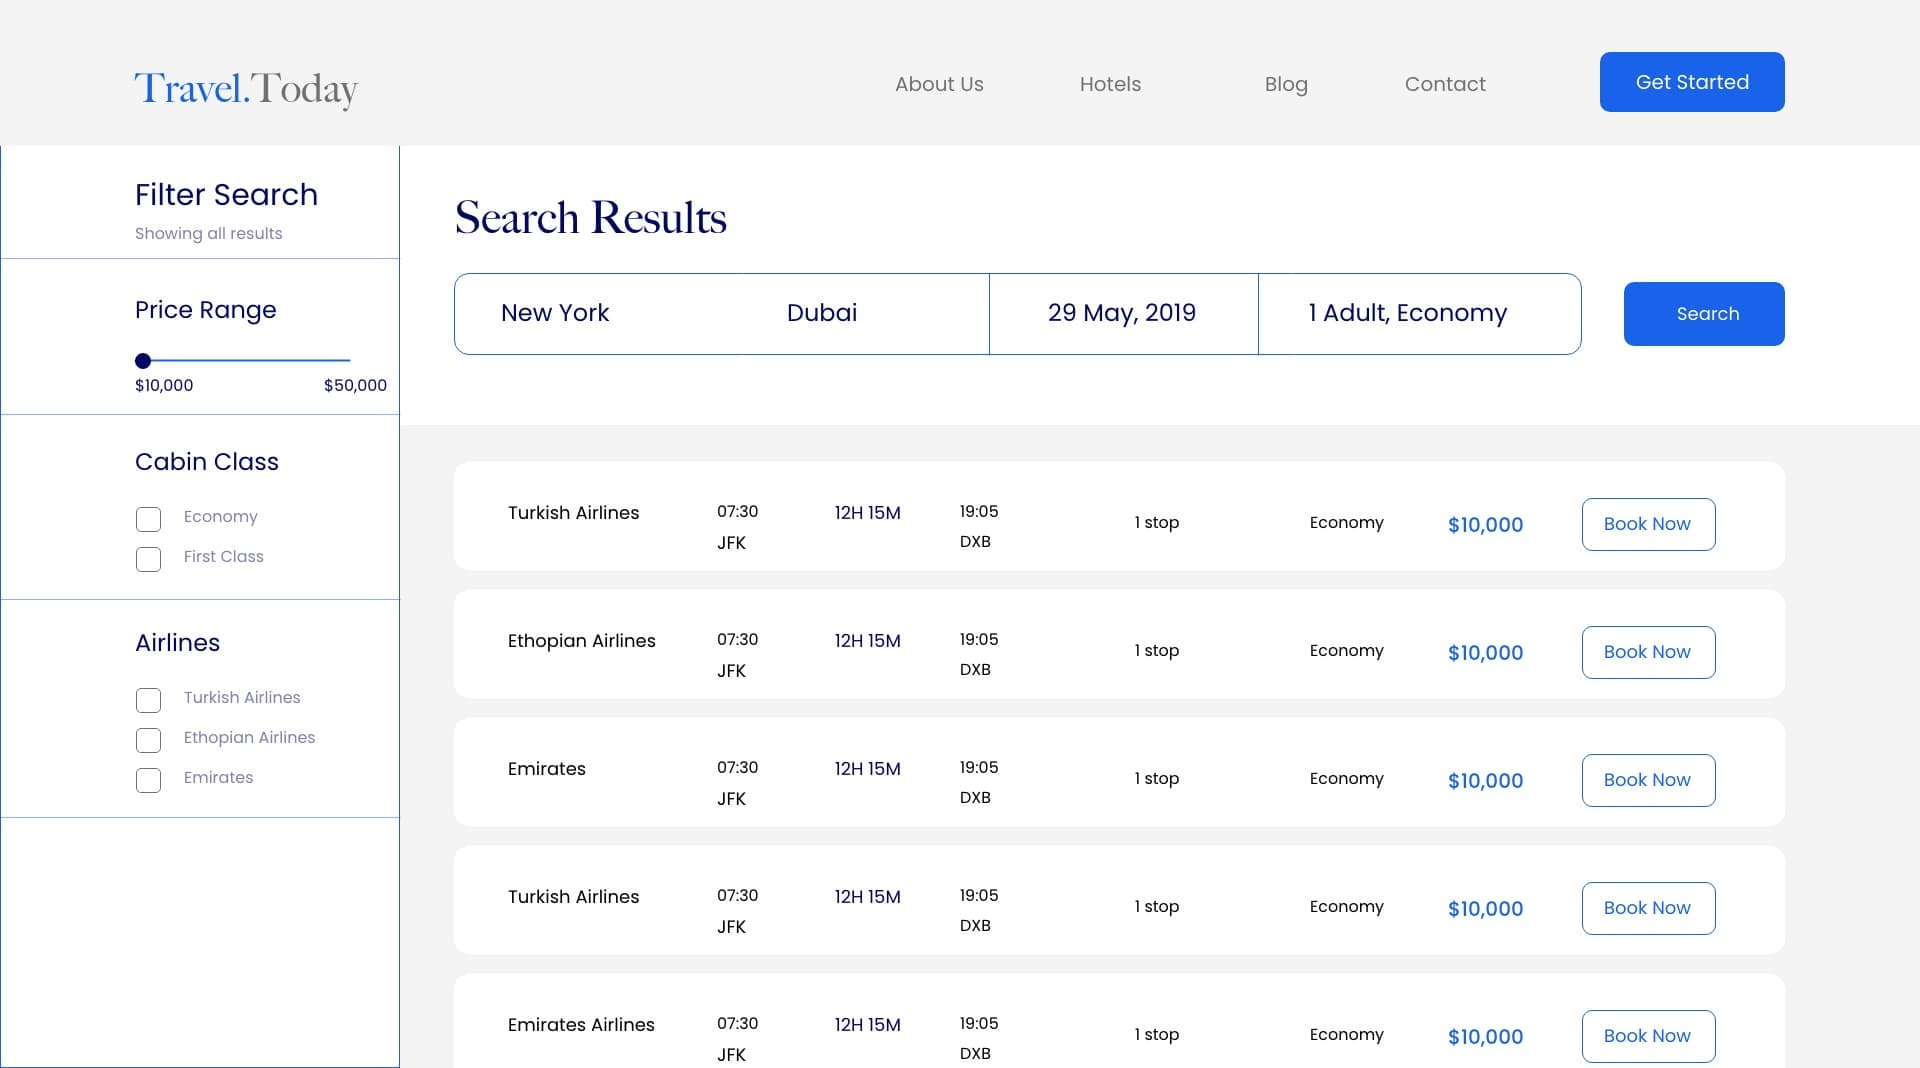 Travel.Today
About Us Hotels Blog Contact Get Started
Filter Search
Showing all results
Price Range
$10,000 $50,000
Cabin Class
Economy
First Class
Airlines
Turkish Airlines
Ethopian Airlines
Emirates
Search Results
New York Dubai 29 May, 2019 1 Adult, Economy Search
Turkish Airlines 07:30 12H 15M 19:05 1 stop Economy $10,000 Book Now
JFK DXB
Ethopian Airlines 07:30 12H 15M 19:05 1 stop Economy $10,000 Book Now
JFK DXB
Emirates 07:30 12H 15M 19:05 1 stop Economy $10,000 Book Now
JFK DXB
Turkish Airlines 07:30 12H 15M 19:05 1 stop Economy $10,000 Book Now
JFK DXB
Emirates Airlines 07:30 12H 15M 19:05 1 stop Economy $10,000 Book Now
JFK DXB